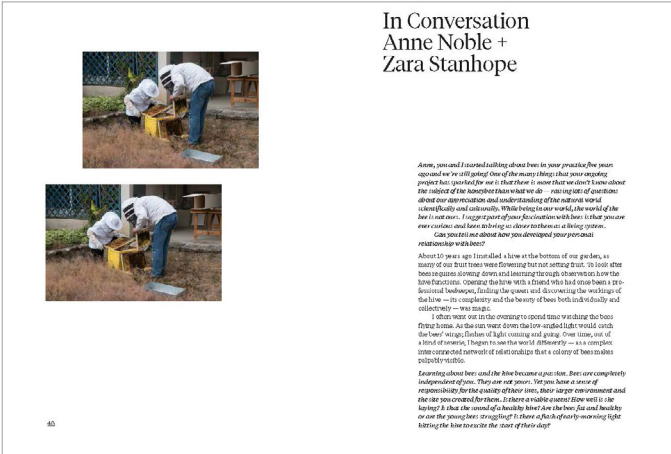 In Conversation
Anne Noble +
Zara Stanhope
Anne, you and I started talking about bees in your practice five years
ago and we're still going! One of the many things that your ongoing
project has sparked for me is that there is more that we don't know about
the subject of the honeybee than what we do — raising lots of questions
about our appreciation and understanding of the natural world
scientifically and culturally. While being in our world, the world of the
bee is not ours. I suggest part of your fascination with bees is that you are
ever curious and keen to bring us closer to them as a living system.
Can you tell me about how you developed your personal
relationship with bees?
About 10 years ago I installed a hive at the bottom of our garden, as
many of our fruit trees were flowering but not setting fruit. To look after
bees requires slowing down and learning through observation how the
hive functions. Opening the hive with a friend who had once been a pro-
fessional beekeeper, finding the queen and discovering the workings of
the hive — its complexity and the beauty of bees both individually and
collectively — was magic.
I often went out in the evening to spend time watching the bees
flying home. As the sun went down the low-angled light would catch
the bees' wings; flashes of light coming and going. Over time, out of
a kind of reverie, I began to see the world differently — as a complex
interconnected network of relationships that a colony of bees makes
palpably visible.
Learning about bees and the hive became a passion. Bees are completely
independent of you. They are not yours. Yet you have a sense of
responsibility for the quality of their lives, their larger environment and
the site you created for them. Is there a viable queen? How well is she
laying? Is that the sound of a healthy hive? Are the bees fat and healthy
or are the young bees struggling? Is there a flash of early-morning light
hitting the hive to excite the start of their day?